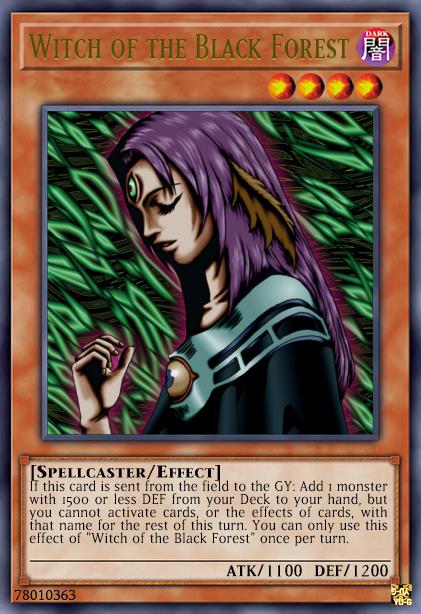 Witch of the Black Forest
DARK
闇
[Spellcaster/Effect]
If this card is sent from the field to the GY: Add 1 monster
with 1500 or less DEF from your Deck to your hand, but
you cannot activate cards, or the effects of cards, with
that name for the rest of this turn. You can only use this
effect of "Witch of the Black Forest" once per turn.
ATK/1100 DEF/1200
78010363